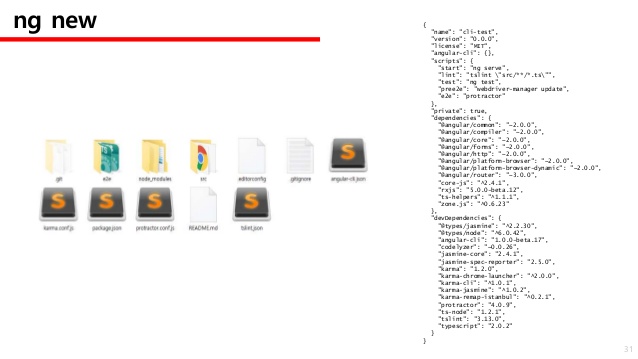 ng new
.git
e2e
node_modules
src
.editorconfig
.gitignore
angular-cli.json
karma.conf.js
package.json
protractor.conf.js
README.md
tslint.json
{
"name": "cli-test",
"version": "0.0.0",
"license": "MIT",
"angular-cli": {},
"scripts": {
"start": "ng serve",
"lint": "tslint \"src/**/*.ts\"",
"test": "ng test",
"pree2e": "webdriver-manager update",
"e2e": "protractor"
},
"private": true,
"dependencies": {
"@angular/common": "~2.0.0",
"@angular/compiler": "~2.0.0",
"@angular/core": "~2.0.0",
"@angular/forms": "~2.0.0",
"@angular/http": "~2.0.0",
"@angular/platform-browser": "~2.0.0",
"@angular/platform-browser-dynamic": "~2.0.0",
"@angular/router": "~3.0.0",
"core-js": "^2.4.1",
"rxjs": "5.0.0-beta.12",
"ts-helpers": "^1.1.1",
"zone.js": "^0.6.23"
},
"devDependencies": {
"@types/jasmine": "^2.2.30",
"@types/node": "^6.0.42",
"angular-cli": "1.0.0-beta.17",
"codelyzer": "~0.0.26",
"jasmine-core": "2.4.1",
"jasmine-spec-reporter": "2.5.0",
"karma": "1.2.0",
"karma-chrome-launcher": "^2.0.0",
"karma-cli": "^1.0.1",
"karma-jasmine": "^1.0.2",
"karma-remap-istanbul": "^0.2.1",
"protractor": "4.0.9",
"ts-node": "1.2.1",
"tslint": "3.13.0",
"typescript": "2.0.2"
}
}
31